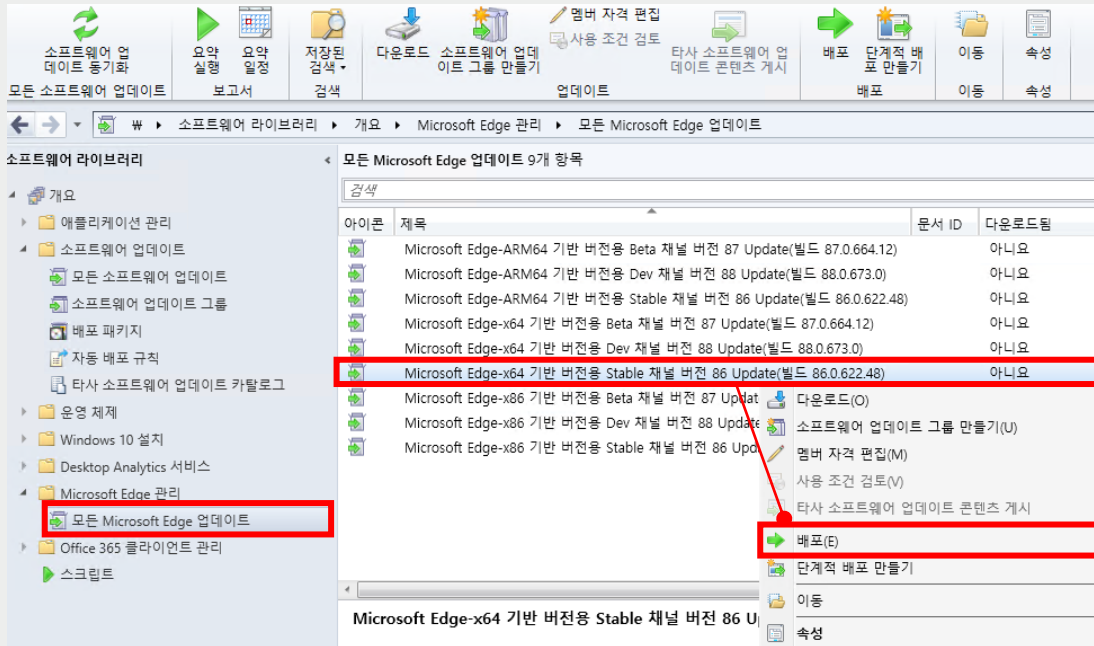 멤버 자격 편집
사용 조건 검토
소프트웨어 업
데이트 동기화
요약
실행
요약
일정
저장된
검색
다운로드
소프트웨어 업데
이트 그룹 만들기
타사 소프트웨어 업
데이트 콘텐츠 게시
배포
단계적 배
포 만들기
이동
속성
모든 소프트웨어 업데이트
보고서
검색
업데이트
배포
이동
속성
₩ 소프트웨어 라이브러리 개요 Microsoft Edge 관리 모든 Microsoft Edge 업데이트
소프트웨어 라이브러리
개요
애플리케이션 관리
소프트웨어 업데이트
모든 소프트웨어 업데이트
소프트웨어 업데이트 그룹
배포 패키지
자동 배포 규칙
타사 소프트웨어 업데이트 카탈로그
운영 체제
Windows 10 설치
Desktop Analytics 서비스
Microsoft Edge 관리
모든 Microsoft Edge 업데이트
Office 365 클라이언트 관리
스크립트
모든 Microsoft Edge 업데이트 9개 항목
검색
아이콘 제목 문서 ID 다운로드됨
Microsoft Edge-ARM64 기반 버전용 Beta 채널 버전 87 Update(빌드 87.0.664.12) 아니요
Microsoft Edge-ARM64 기반 버전용 Dev 채널 버전 88 Update(빌드 88.0.673.0) 아니요
Microsoft Edge-ARM64 기반 버전용 Stable 채널 버전 86 Update(빌드 86.0.622.48) 아니요
Microsoft Edge-x64 기반 버전용 Beta 채널 버전 87 Update(빌드 87.0.664.12) 아니요
Microsoft Edge-x64 기반 버전용 Dev 채널 버전 88 Update(빌드 88.0.673.0) 아니요
Microsoft Edge-x64 기반 버전용 Stable 채널 버전 86 Update(빌드 86.0.622.48) 아니요
Microsoft Edge-x86 기반 버전용 Beta 채널 버전 87 Updat
Microsoft Edge-x86 기반 버전용 Dev 채널 버전 88 Update
Microsoft Edge-x86 기반 버전용 Stable 채널 버전 86 Upd
다운로드(O)
소프트웨어 업데이트 그룹 만들기(U)
멤버 자격 편집(M)
사용 조건 검토(V)
타사 소프트웨어 업데이트 콘텐츠 게시
배포(E)
단계적 배포 만들기
이동
속성
Microsoft Edge-x64 기반 버전용 Stable 채널 버전 86 U